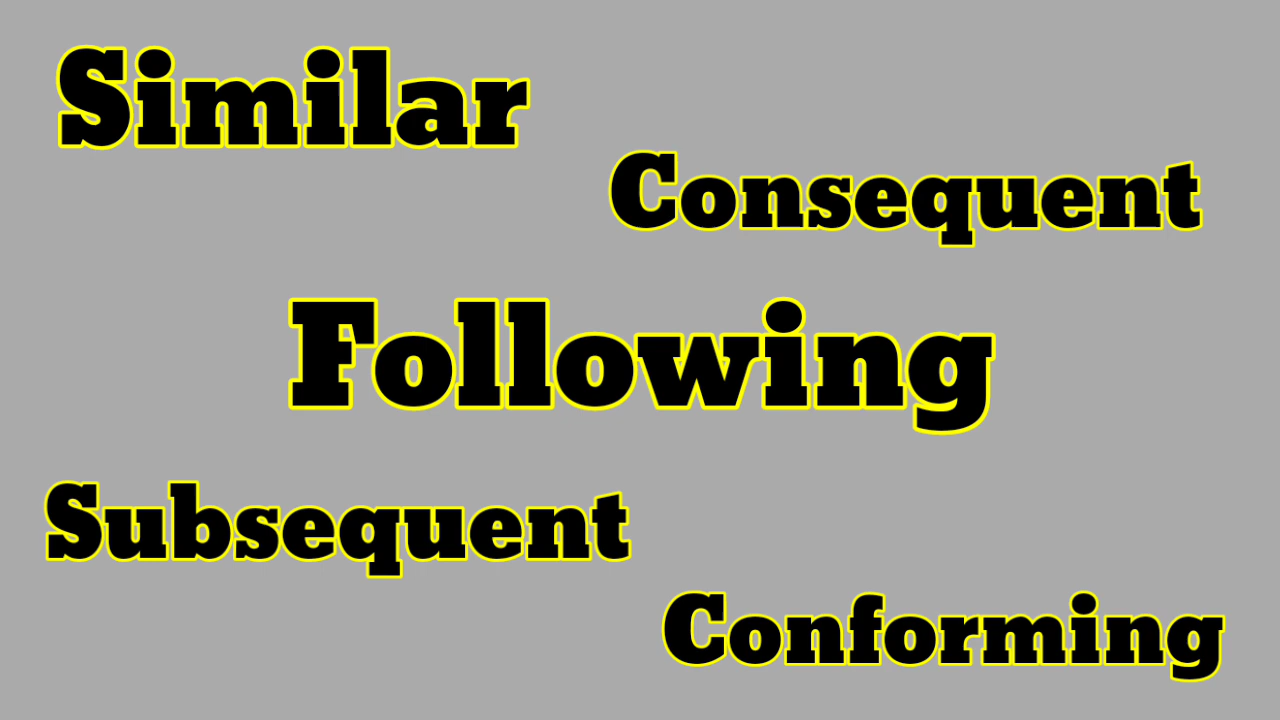 Similar
Consequent
Following
Subsequent
Conforming